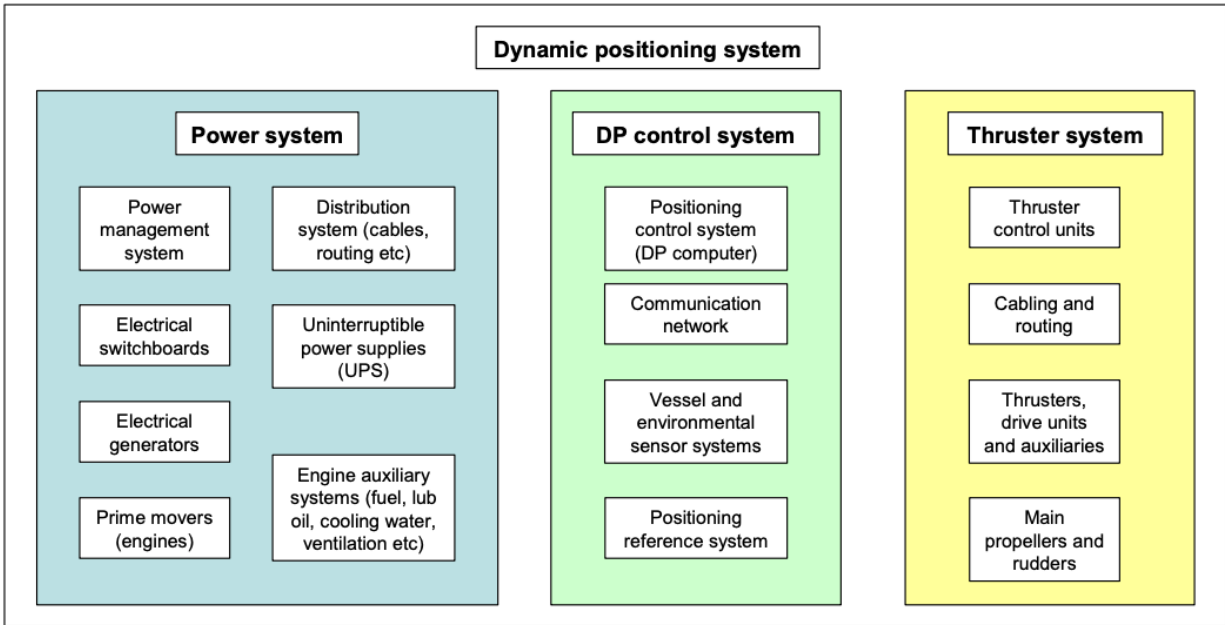 Dynamic positioning system
Power system
Power
management
system
Distribution
system (cables,
routing etc)
Electrical
switchboards
Uninterruptible
power supplies
(UPS)
Electrical
generators
Engine auxiliary
systems (fuel, lub
oil, cooling water,
ventilation etc)
Prime movers
(engines)
DP control system
Positioning
control system
(DP computer)
Communication
network
Vessel and
environmental
sensor systems
Positioning
reference system
Thruster system
Thruster
control units
Cabling and
routing
Thrusters,
drive units
and auxiliaries
Main
propellers and
rudders